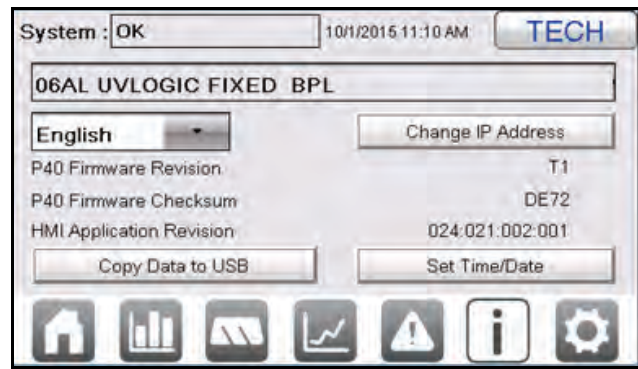 System : OK 10/1/2015 11:10 AM TECH
06AL UVLOGIC FIXED BPL
English Change IP Address
P40 Firmware Revision T1
P40 Firmware Checksum DE72
HMI Application Revision 024:021:002:001
Copy Data to USB Set Time/Date